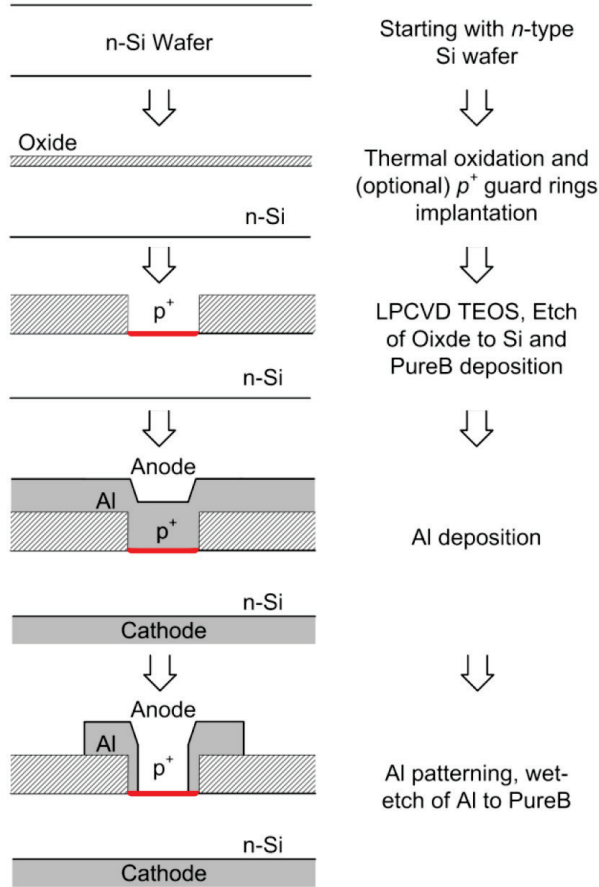 n-Si Wafer
Starting with n-type
Si wafer
Oxide
n-Si
Thermal oxidation and
(optional) p+ guard rings
implantation
p+
n-Si
LPCVD TEOS, Etch
of Oixde to Si and
PureB deposition
Anode
Al
p+
n-Si
Cathode
Al deposition
Anode
Al
p+
n-Si
Cathode
Al patterning, wet-
etch of Al to PureB